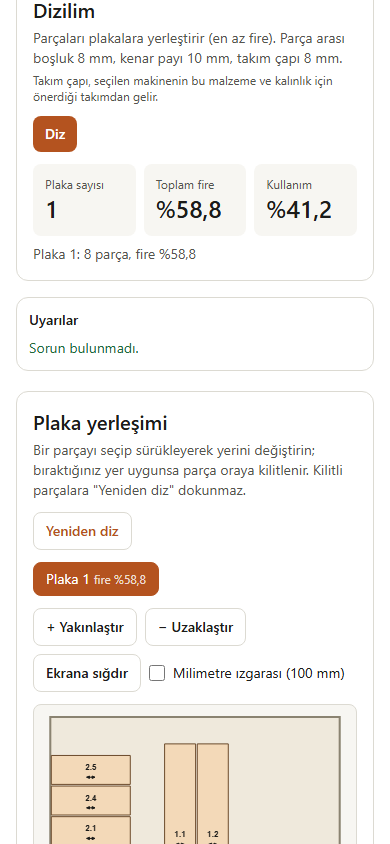 Dizilim
Parçaları plakalara yerleştirir (en az fire). Parça arası
boşluk 8 mm, kenar payı 10 mm, takım çapı 8 mm.
Takım çapı, seçilen makinenin bu malzeme ve kalınlık için
önerdiği takımdan gelir.
Diz
Plaka sayısı
1
Toplam fire
%58,8
Kullanım
%41,2
Plaka 1: 8 parça, fire %58,8
Uyarılar
Sorun bulunmadı.
Plaka yerleşimi
Bir parçayı seçip sürükleyerek yerini değiştirin;
bıraktığınız yer uygunsa parça oraya kilitlenir. Kilitli
parçalara "Yeniden diz" dokunmaz.
Yeniden diz
Plaka 1 fire %58,8
+ Yakınlaştır
− Uzaklaştır
Ekrana sığdır
Milimetre ızgarası (100 mm)
2.5
2.4
2.1
1.1
1.2